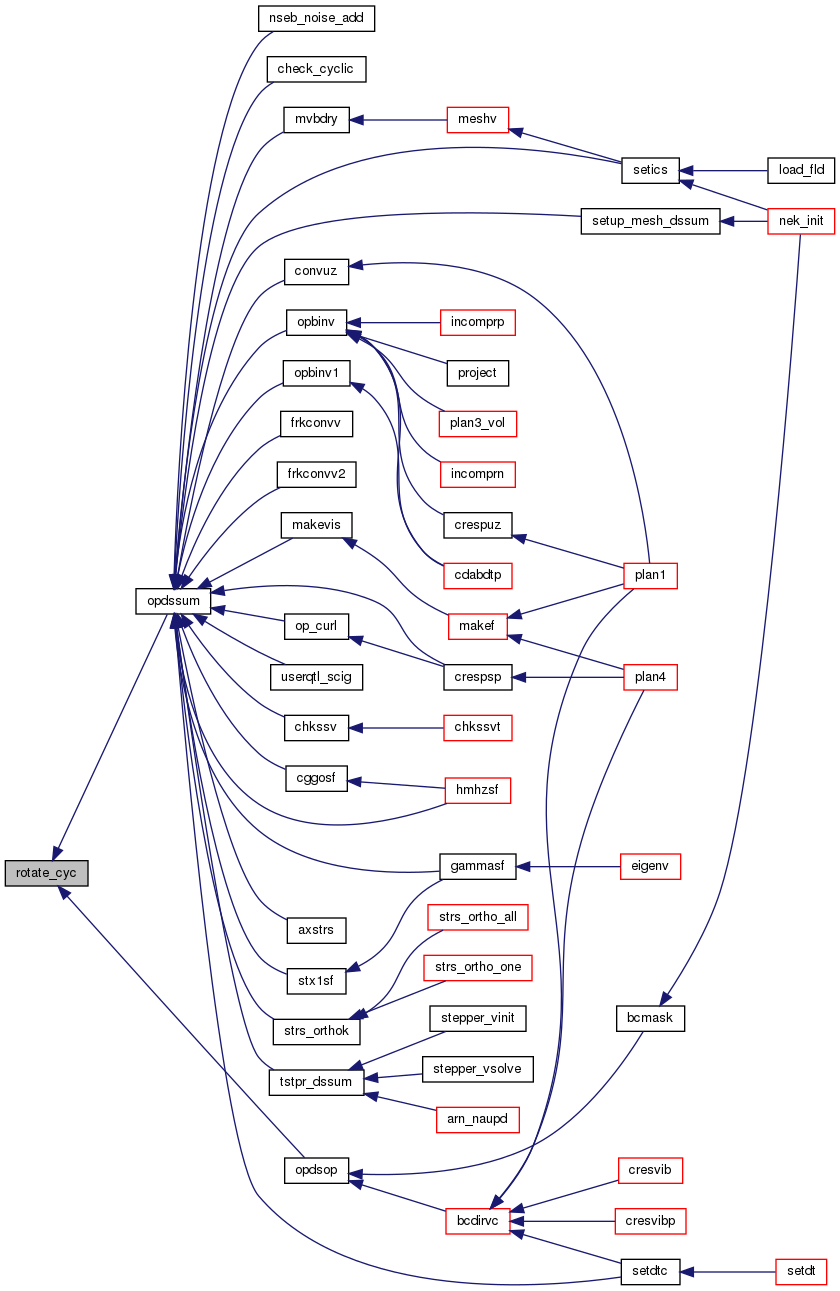 nseb_noise_add
check_cyclic
mvbdry
meshv
setics
load_fld
setup_mesh_dssum
nek_init
convuz
opbinv
incomprp
project
opbinv1
plan3_vol
frkconvv
frkconvv2
incomprn
makevis
crespuz
cdabdtp
plan1
opdssum
op_curl
makef
userqtl_scig
crespsp
plan4
chkssv
chkssvt
cggosf
hmhzsf
rotate_cyc
gammasf
eigenv
axstrs
strs_ortho_all
stx1sf
strs_ortho_one
strs_orthok
stepper_vinit
bcmask
tstpr_dssum
stepper_vsolve
arn_naupd
opdsop
cresvib
bcdirvc
cresvibp
setdtc
setdt